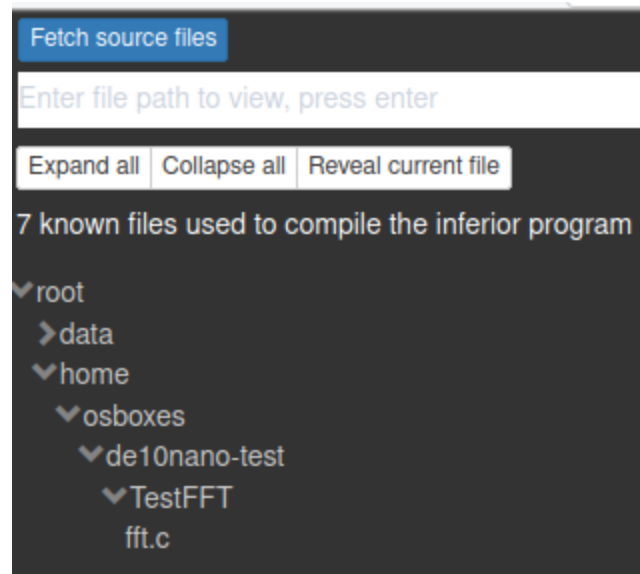 Fetch source files
Enter file path to view, press enter
Expand all Collapse all Reveal current file
7 known files used to compile the inferior program
root
data
home
osboxes
de10nano-test
TestFFT
fft.c